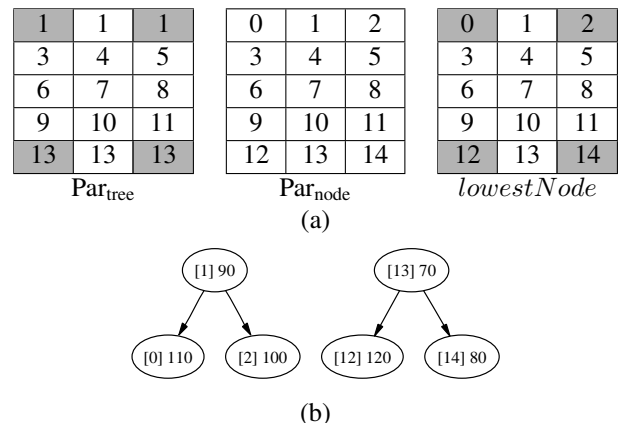 1 1 1 0 1 2 0 1 2
3 4 5 3 4 5 3 4 5
6 7 8 6 7 8 6 7 8
9 10 11 9 10 11 9 10 11
13 13 13 12 13 14 12 13 14
Par_tree Par_node lowestNode
(a)
[1] 90 [13] 70
[0] 110 [2] 100 [12] 120 [14] 80
(b)